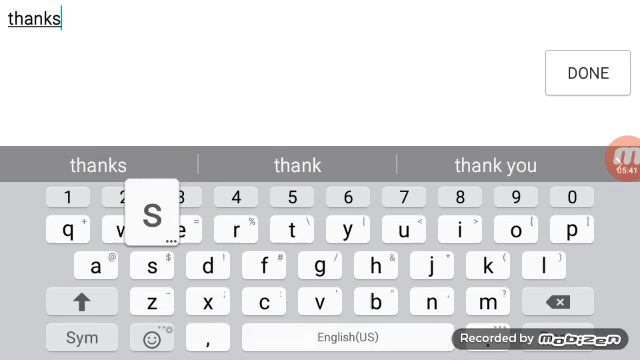 thanks
DONE
thanks thank thank you
05:41
1 2 3 4 5 6 7 8 9 0
S
q + w e = r % t \ y | u < i > o [ p ]
a @ s $ d ! f # g / h & j * k ( l )
z - x ; c : v ' b " n , m ?
Sym , English(US)
Recorded by mobizen